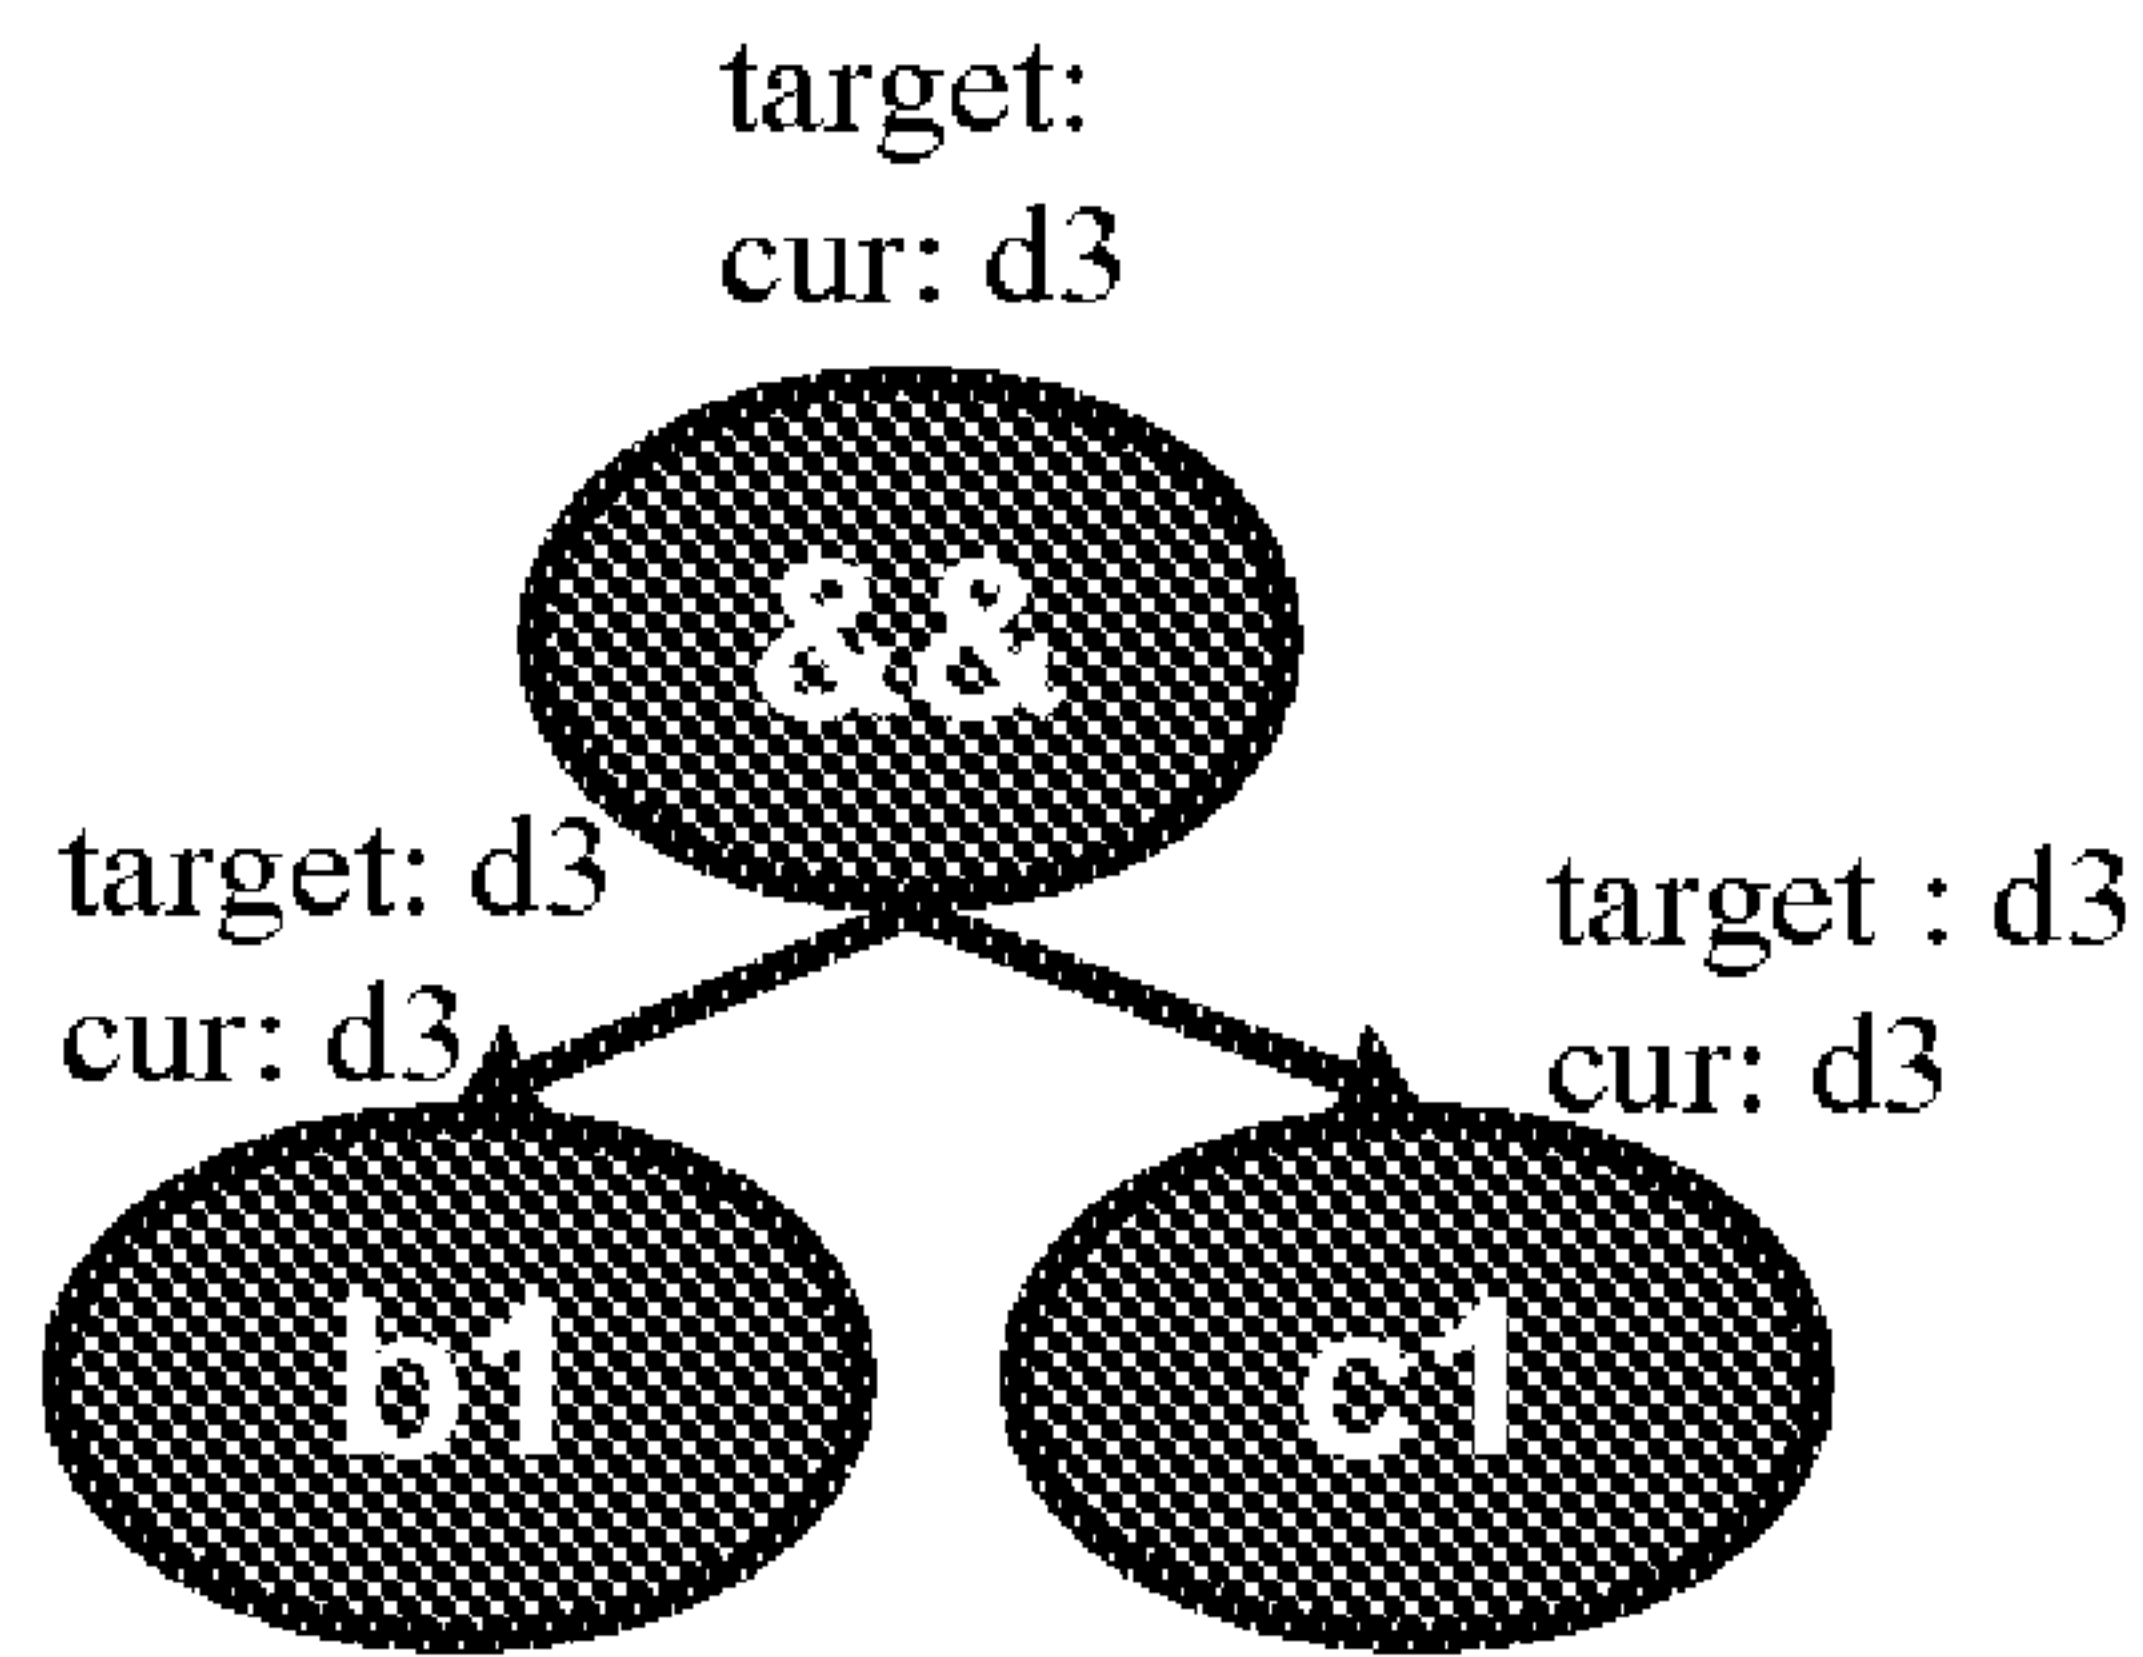 target:
cur: d3
&&
target: d3
cur: d3
target : d3
cur: d3
b1
c1